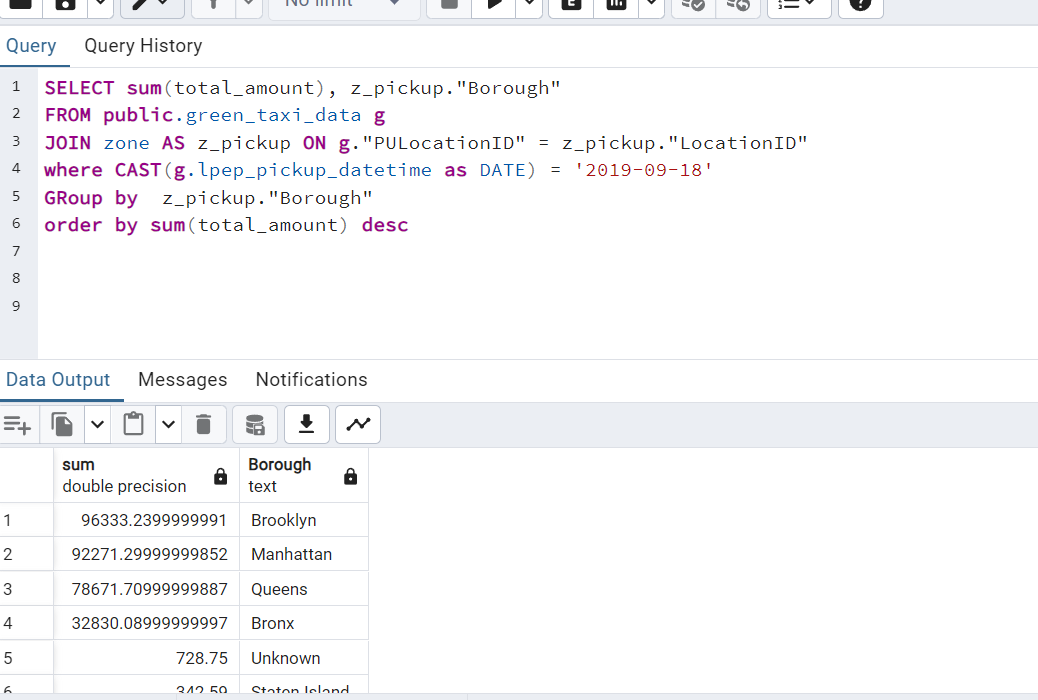 No limit
Query Query History
1 SELECT sum(total_amount), z_pickup."Borough"
2 FROM public.green_taxi_data g
3 JOIN zone AS z_pickup ON g."PULocationID" = z_pickup."LocationID"
4 where CAST(g.lpep_pickup_datetime as DATE) = '2019-09-18'
5 GRoup by  z_pickup."Borough"
6 order by sum(total_amount) desc
7
8
9
Data Output Messages Notifications
sum Borough
double precision text
1 96333.2399999991 Brooklyn
2 92271.29999999852 Manhattan
3 78671.70999999887 Queens
4 32830.08999999997 Bronx
5 728.75 Unknown
6 342.59 Staten Island